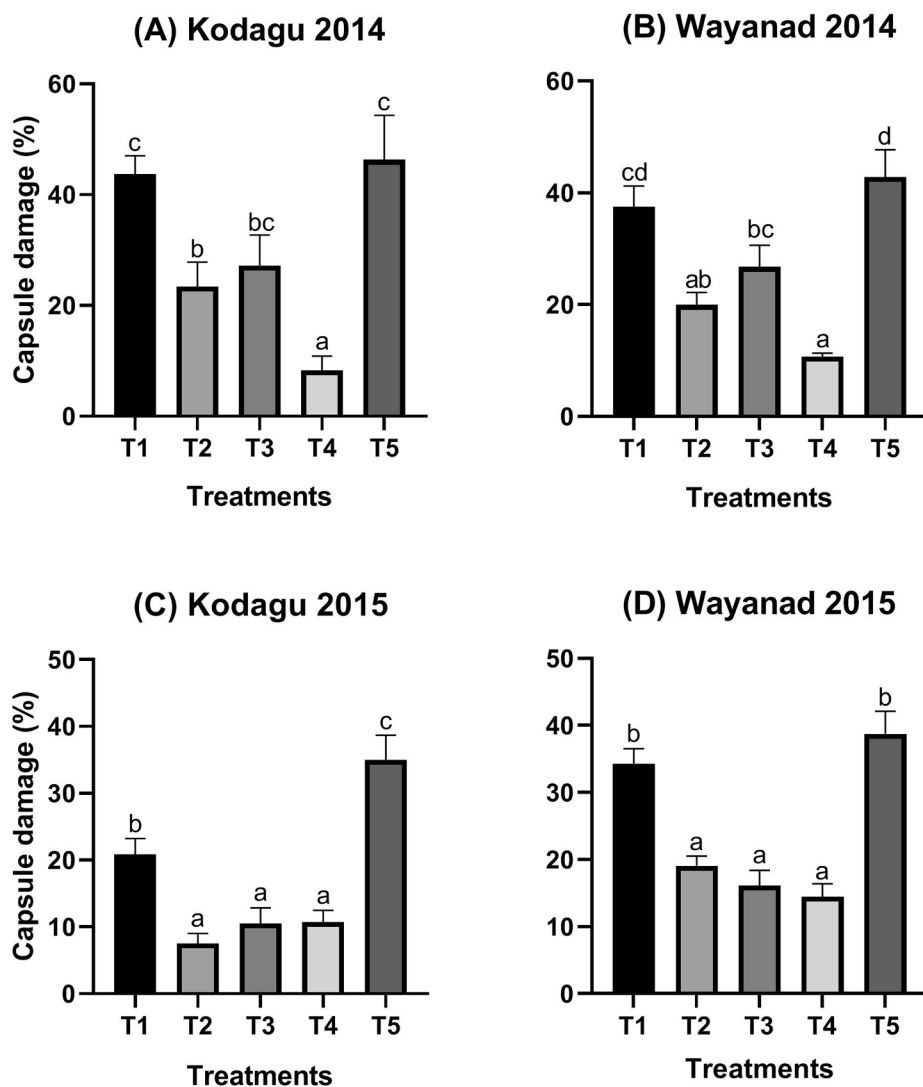 (A) Kodagu 2014
Capsule damage (%)
60
40
20
0
c
b
bc
a
c
T1 T2 T3 T4 T5
Treatments
(B) Wayanad 2014
60
40
20
0
cd
ab
bc
a
d
T1 T2 T3 T4 T5
Treatments
(C) Kodagu 2015
Capsule damage (%)
50
40
30
20
10
0
b
a
a
a
c
T1 T2 T3 T4 T5
Treatments
(D) Wayanad 2015
50
40
30
20
10
0
b
a
a
a
b
T1 T2 T3 T4 T5
Treatments